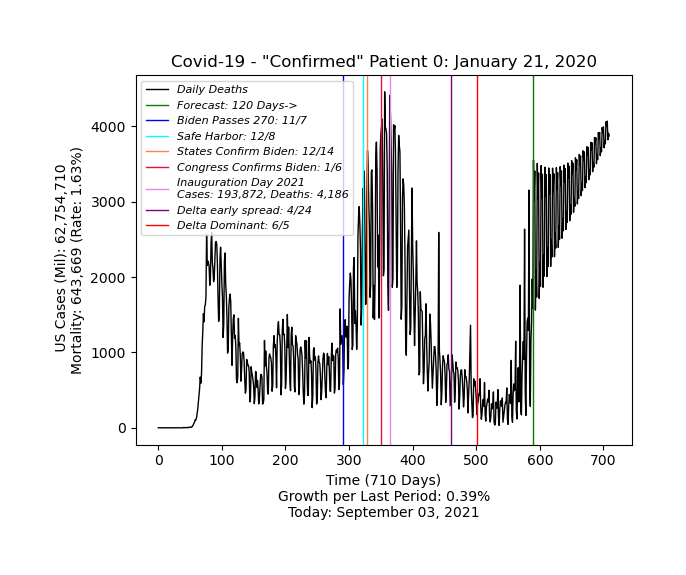 Covid-19 - "Confirmed" Patient 0: January 21, 2020
Daily Deaths
Forecast: 120 Days->
Biden Passes 270: 11/7
Safe Harbor: 12/8
States Confirm Biden: 12/14
Congress Confirms Biden: 1/6
Inauguration Day 2021
Cases: 193,872, Deaths: 4,186
Delta early spread: 4/24
Delta Dominant: 6/5
US Cases (Mil): 62,754,710
Mortality: 643,669 (Rate: 1.63%)
4000
3000
2000
1000
0
0 100 200 300 400 500 600 700
Time (710 Days)
Growth per Last Period: 0.39%
Today: September 03, 2021